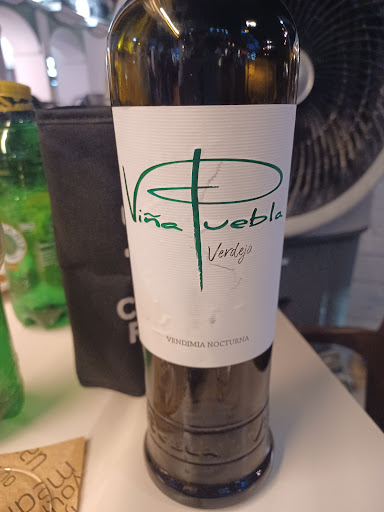 Viña Puebla
Verdejo
VENDIMIA NOCTURNA